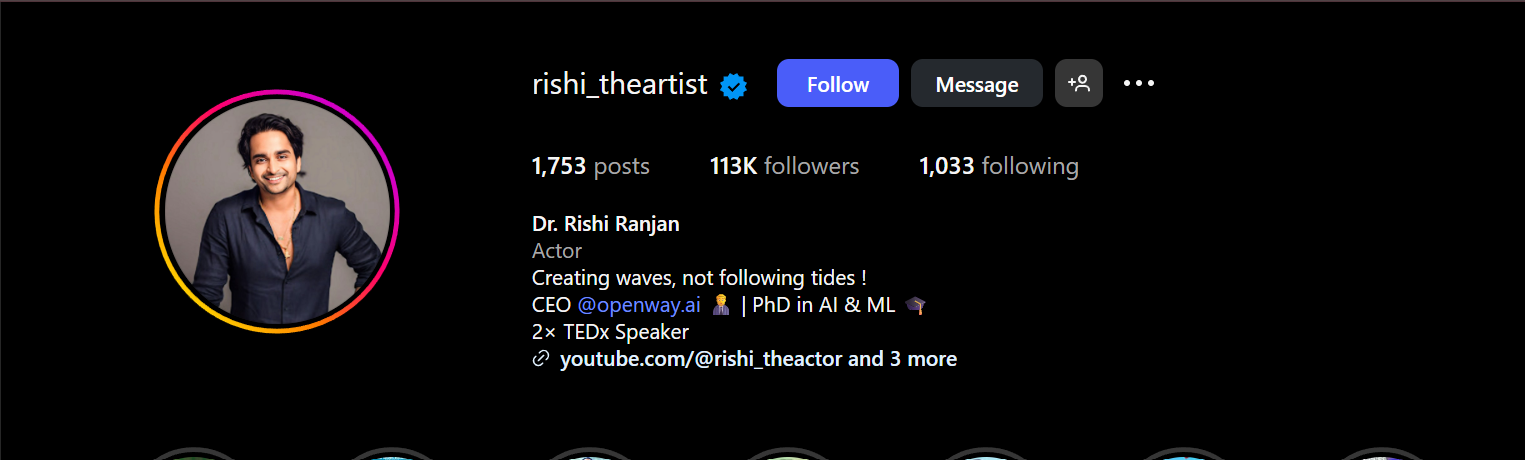 rishi_theartist
Follow
Message
1,753 posts
113K followers
1,033 following
Dr. Rishi Ranjan
Actor
Creating waves, not following tides !
CEO @openway.ai 🤵 | PhD in AI & ML 🎓
2× TEDx Speaker
youtube.com/@rishi_theactor and 3 more